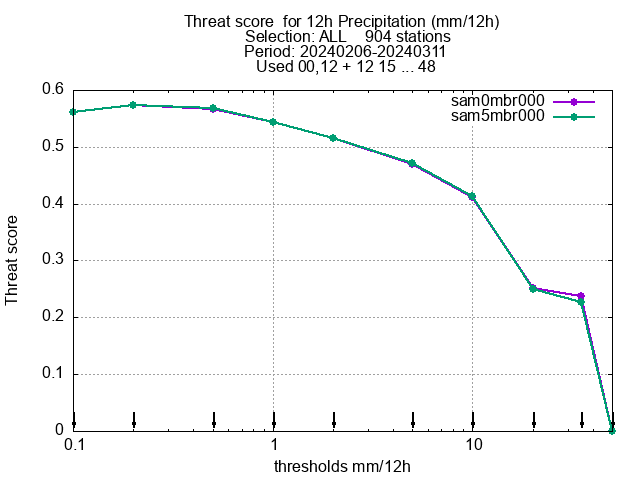 Threat score  for 12h Precipitation (mm/12h)
Selection: ALL    904 stations
Period: 20240206-20240311
Used 00,12 + 12 15 ... 48
sam0mbr000
sam5mbr000
0.6
0.5
0.4
0.3
0.2
0.1
0
Threat score
0.1 1 10
thresholds mm/12h